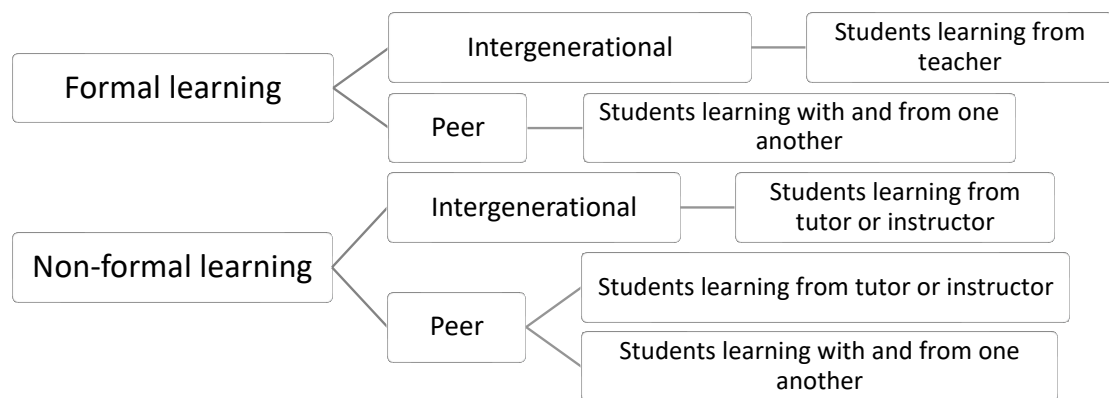 Formal learning
Intergenerational
Students learning from
teacher
Peer
Students learning with and from one
another
Non-formal learning
Intergenerational
Students learning from
tutor or instructor
Peer
Students learning from tutor or instructor
Students learning with and from one
another